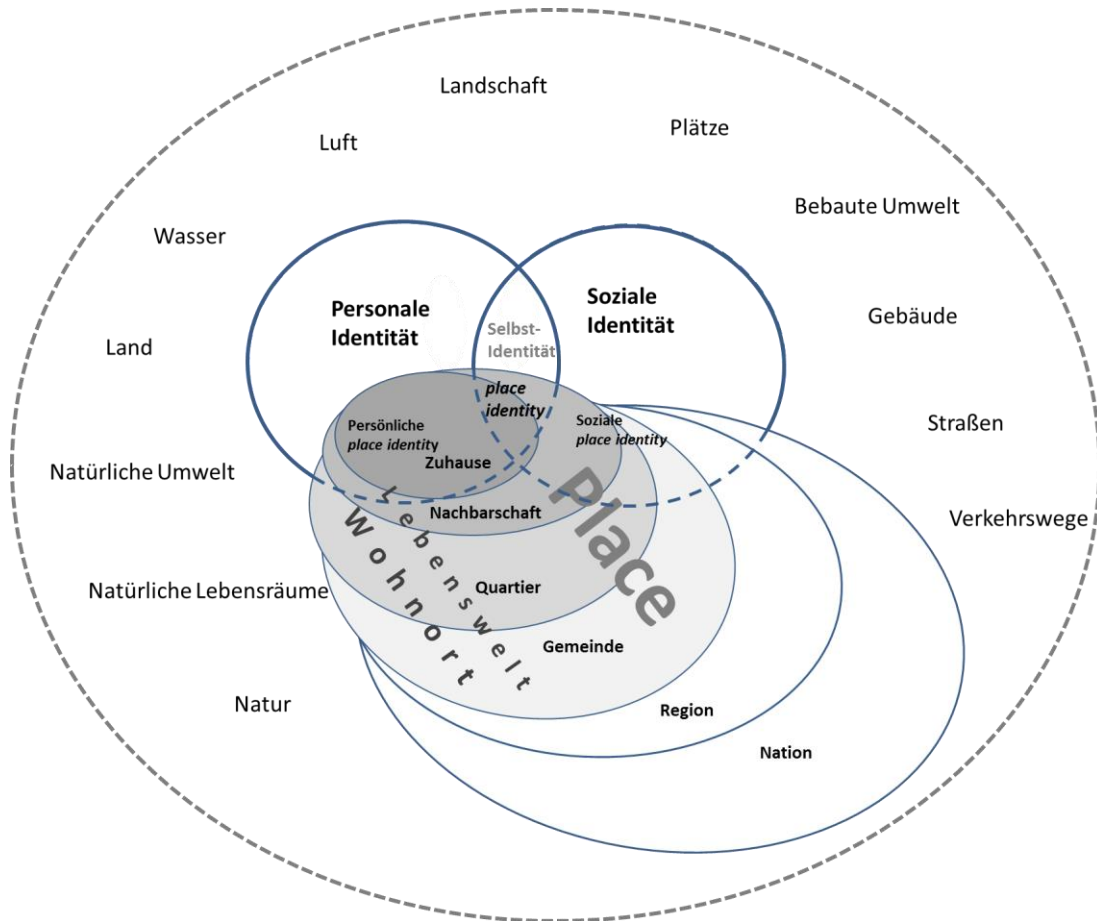 Landschaft
Luft
Plätze
Wasser
Bebaute Umwelt
Personale
Identität
Selbst-
Identität
Soziale
Identität
Gebäude
Land
place
identity
Persönliche
place identity
Soziale
place identity
Straßen
Zuhause
Natürliche Umwelt
Nachbarschaft
Verkehrswege
Place
Lebenswelt
Wohnort
Quartier
Natürliche Lebensräume
Gemeinde
Natur
Region
Nation